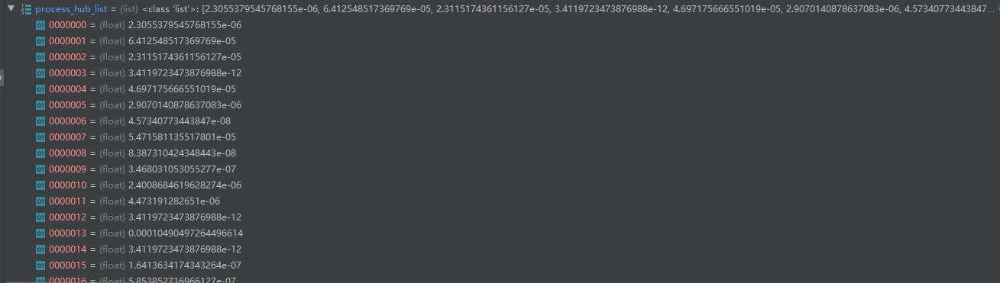 process_hub_list = {list} <class 'list'>: [2.3055379545768155e-06, 6.412548517369769e-05, 2.3115174361156127e-05, 3.4119723473876988e-12, 4.697175666551019e-05, 2.9070140878637083e-06, 4.57340773443847...
0000000 = {float} 2.3055379545768155e-06
0000001 = {float} 6.412548517369769e-05
0000002 = {float} 2.3115174361156127e-05
0000003 = {float} 3.4119723473876988e-12
0000004 = {float} 4.697175666551019e-05
0000005 = {float} 2.9070140878637083e-06
0000006 = {float} 4.57340773443847e-08
0000007 = {float} 5.471581135517801e-05
0000008 = {float} 8.387310424348443e-08
0000009 = {float} 3.468031053055277e-07
0000010 = {float} 2.4008684619628274e-06
0000011 = {float} 4.473191282651e-06
0000012 = {float} 3.4119723473876988e-12
0000013 = {float} 0.00010490497264496614
0000014 = {float} 3.4119723473876988e-12
0000015 = {float} 1.6413634174343264e-07
0000016 = {float} 5.853852716966127e-07